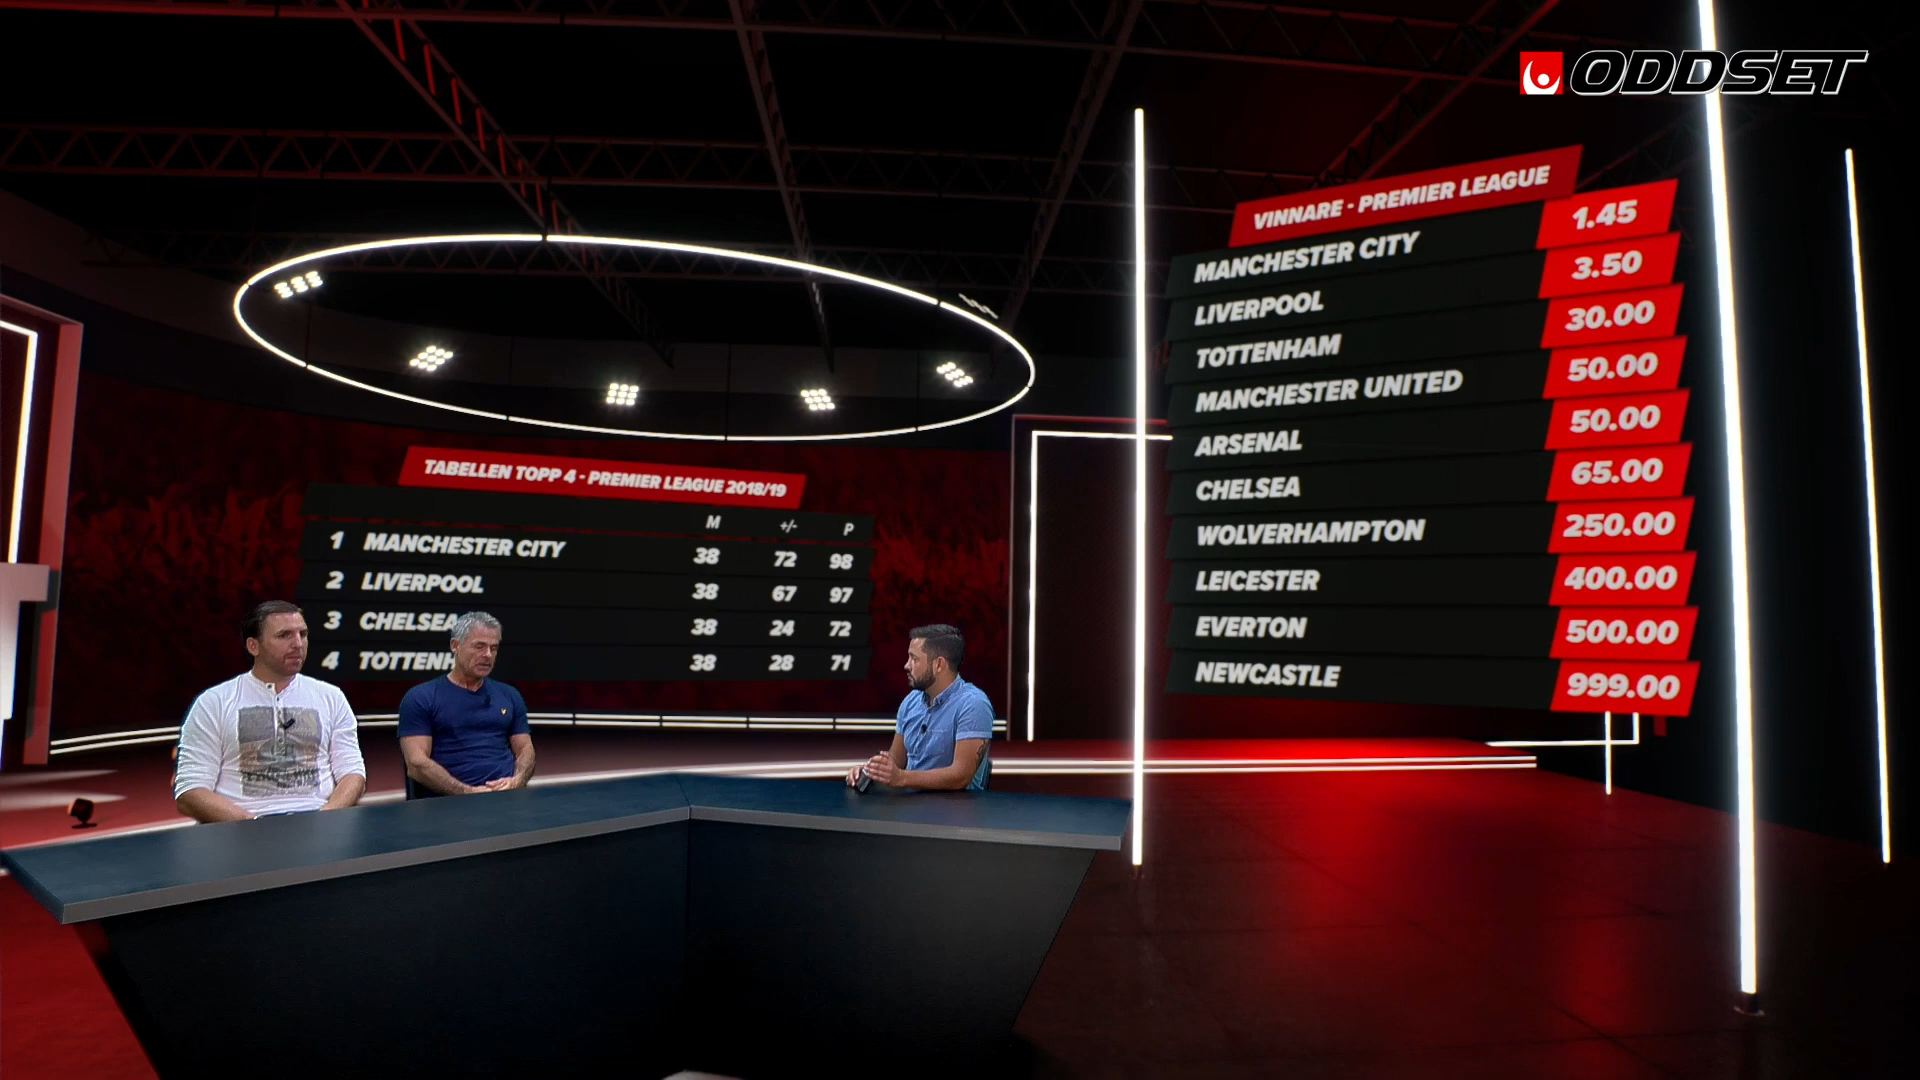 ODDSET
VINNARE - PREMIER LEAGUE
MANCHESTER CITY 1.45
LIVERPOOL 3.50
TOTTENHAM 30.00
MANCHESTER UNITED 50.00
ARSENAL 50.00
CHELSEA 65.00
WOLVERHAMPTON 250.00
LEICESTER 400.00
EVERTON 500.00
NEWCASTLE 999.00
TABELLEN TOPP 4 - PREMIER LEAGUE 2018/19
M +/- P
1 MANCHESTER CITY 38 72 98
2 LIVERPOOL 38 67 97
3 CHELSEA 38 24 72
4 TOTTENH 38 28 71